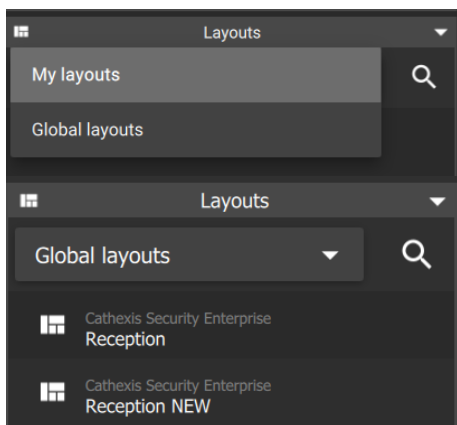 Layouts
My layouts
Global layouts
Layouts
Global layouts
Cathexis Security Enterprise
Reception
Cathexis Security Enterprise
Reception NEW